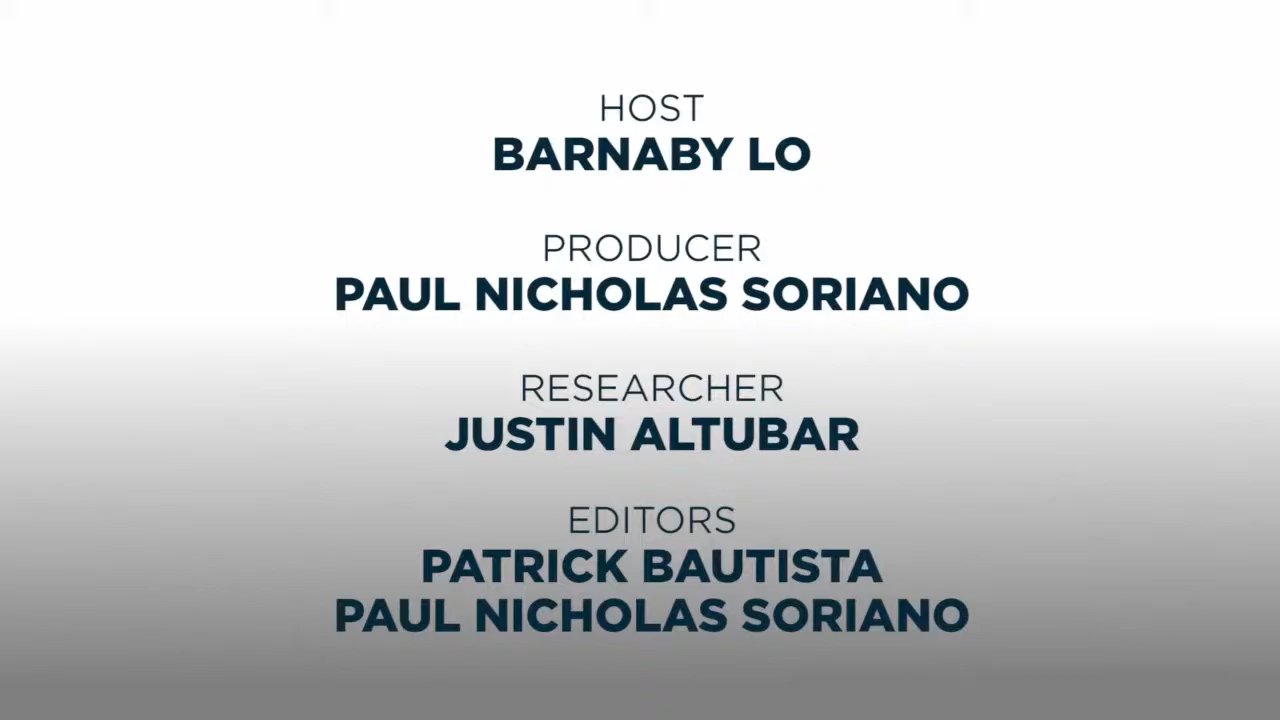 HOST
BARNABY LO
PRODUCER
PAUL NICHOLAS SORIANO
RESEARCHER
JUSTIN ALTUBAR
EDITORS
PATRICK BAUTISTA
PAUL NICHOLAS SORIANO